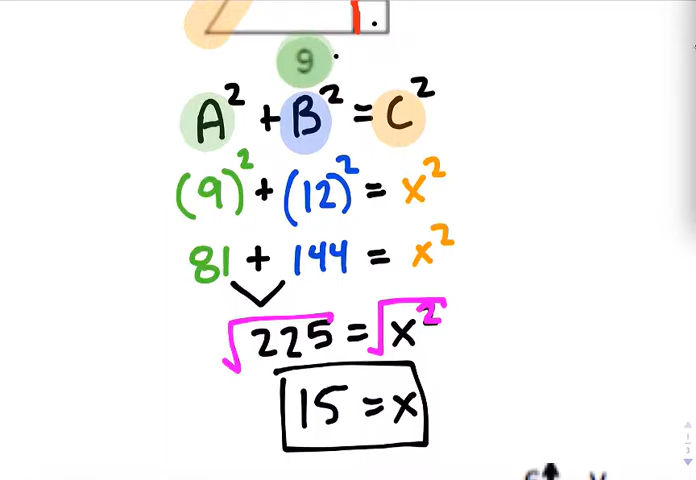 9
A² + B² = C²
(9)² + (12)² = x²
81 + 144 = x²
√225 = √x²
15 = x